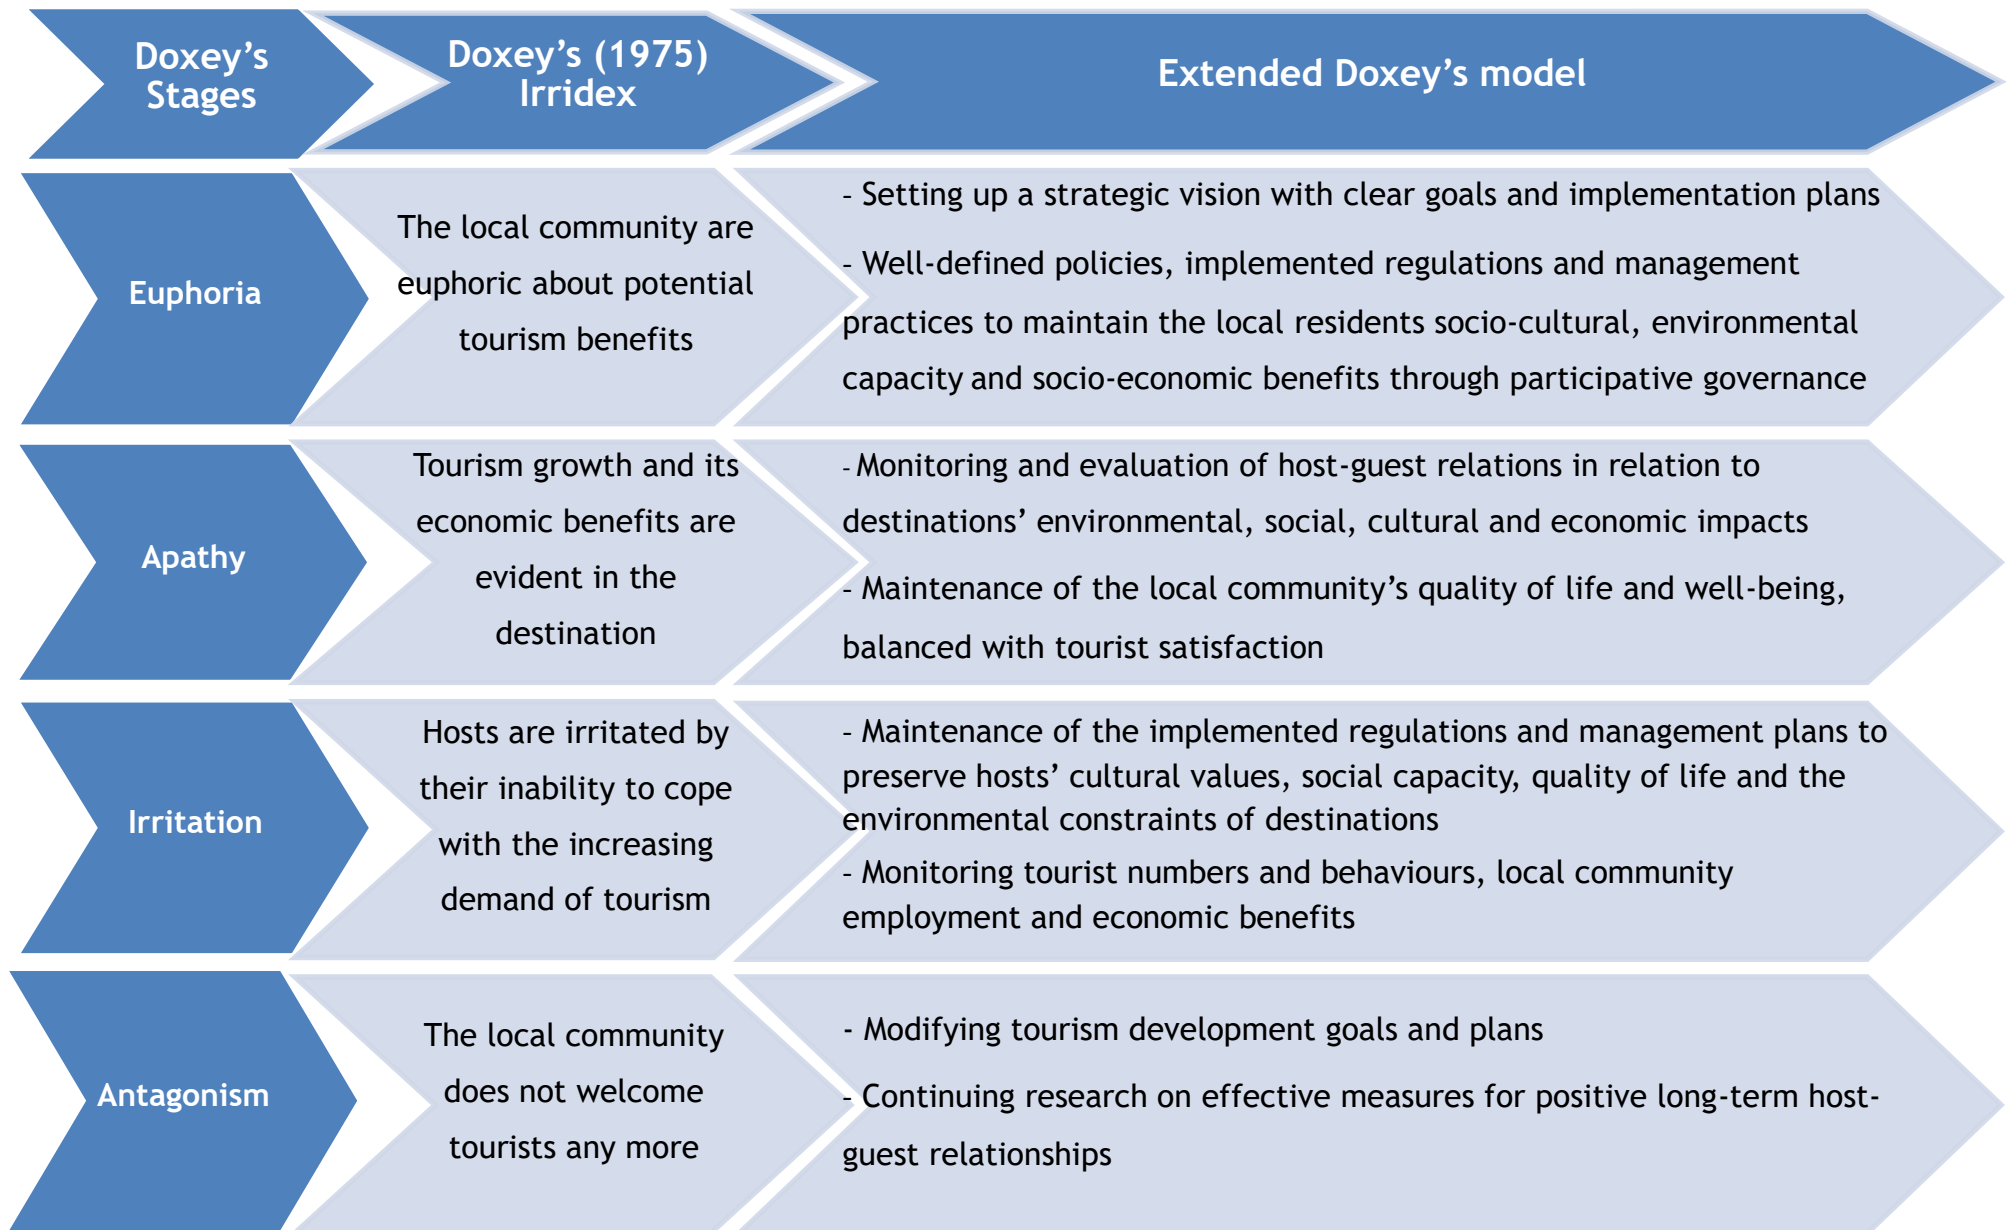 Doxey's
Stages
Doxey's (1975)
Irridex
Extended Doxey's model
Euphoria
The local community are
euphoric about potential
tourism benefits
- Setting up a strategic vision with clear goals and implementation plans
- Well-defined policies, implemented regulations and management
practices to maintain the local residents socio-cultural, environmental
capacity and socio-economic benefits through participative governance
Apathy
Tourism growth and its
economic benefits are
evident in the
destination
- Monitoring and evaluation of host-guest relations in relation to
destinations’ environmental, social, cultural and economic impacts
- Maintenance of the local community’s quality of life and well-being,
balanced with tourist satisfaction
Irritation
Hosts are irritated by
their inability to cope
with the increasing
demand of tourism
- Maintenance of the implemented regulations and management plans to
preserve hosts’ cultural values, social capacity, quality of life and the
environmental constraints of destinations
- Monitoring tourist numbers and behaviours, local community
employment and economic benefits
Antagonism
The local community
does not welcome
tourists any more
- Modifying tourism development goals and plans
- Continuing research on effective measures for positive long-term host-
guest relationships